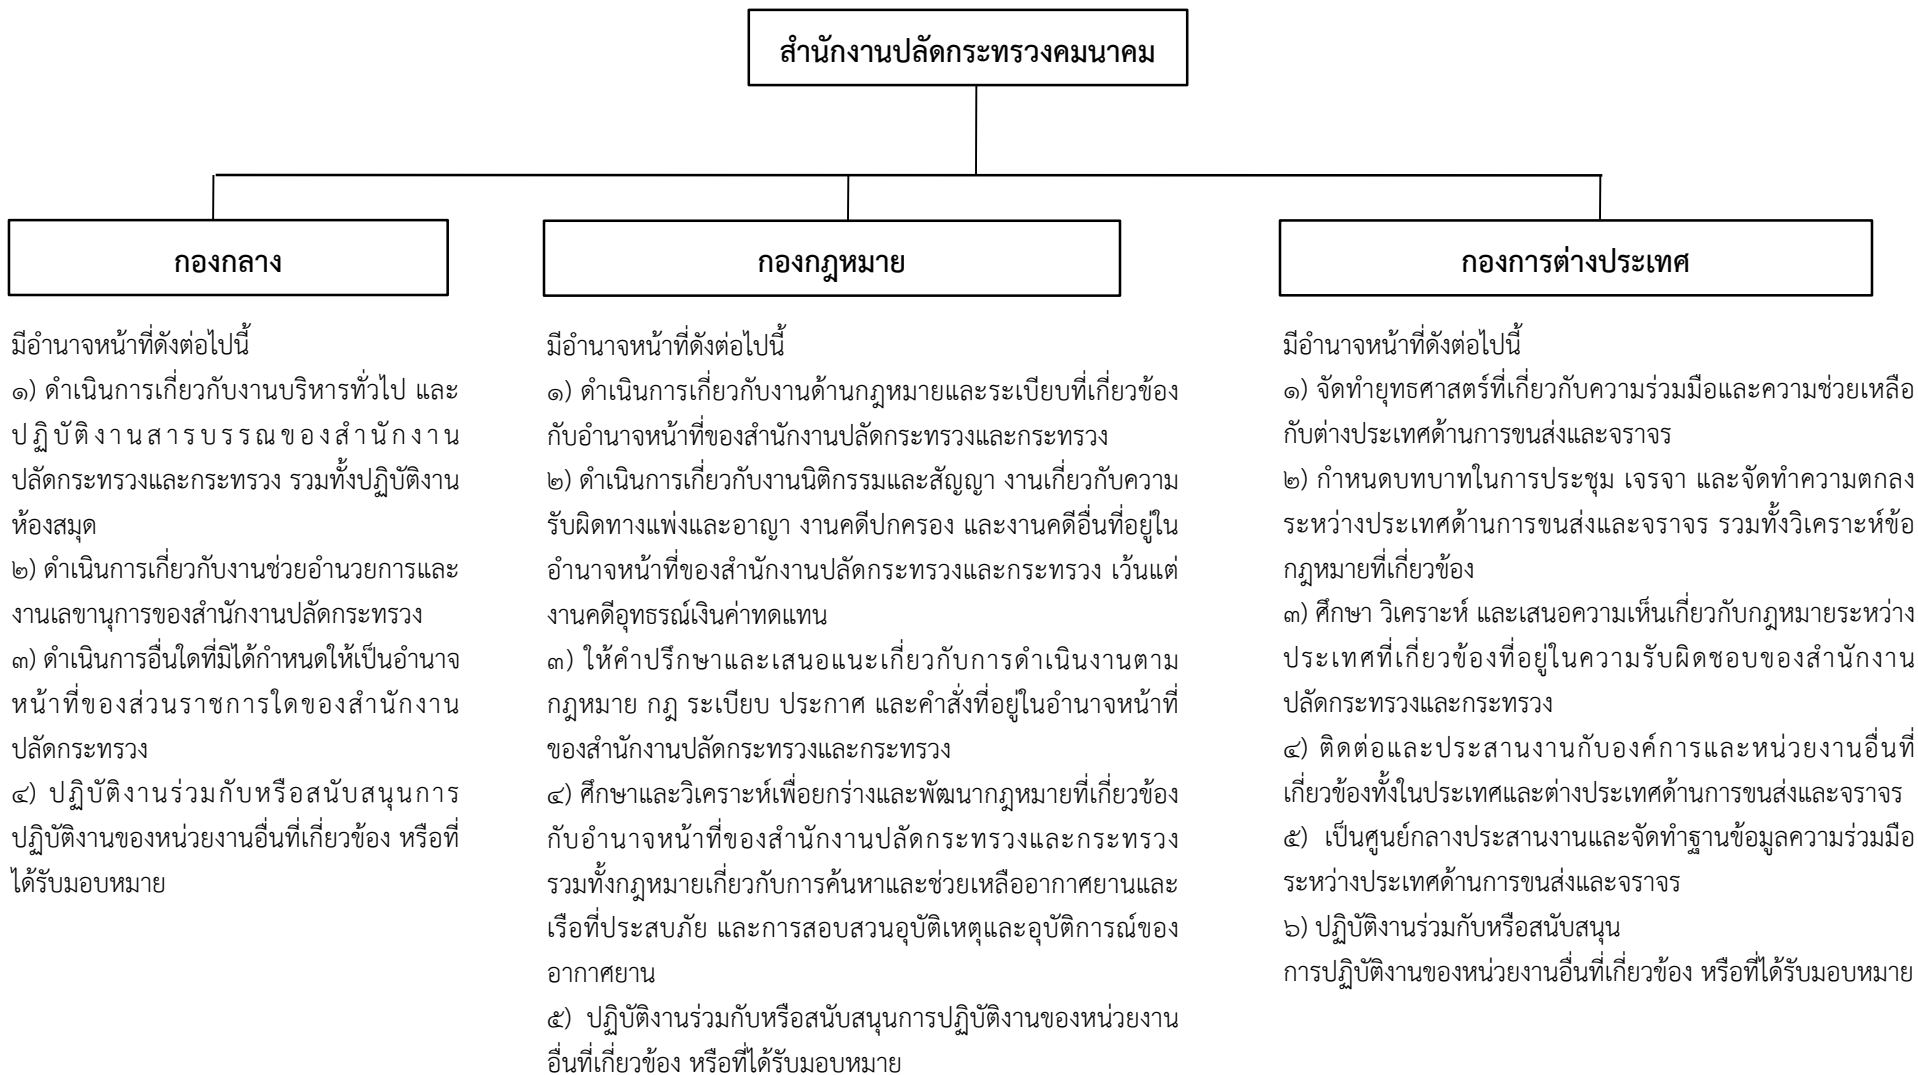 สำนักงานปลัดกระทรวงคมนาคม
กองกลาง
มีอำนาจหน้าที่ดังต่อไปนี้
๑) ดำเนินการเกี่ยวกับงานบริหารทั่วไป และ
ปฏิบัติงานสารบรรณของสำนักงาน
ปลัดกระทรวงและกระทรวง รวมทั้งปฏิบัติงาน
ห้องสมุด
๒) ดำเนินการเกี่ยวกับงานช่วยอำนวยการและ
งานเลขานุการของสำนักงานปลัดกระทรวง
๓) ดำเนินการอื่นใดที่มิได้กำหนดให้เป็นอำนาจ
หน้าที่ของส่วนราชการใดของสำนักงาน
ปลัดกระทรวง
๔) ปฏิบัติงานร่วมกับหรือสนับสนุนการ
ปฏิบัติงานของหน่วยงานอื่นที่เกี่ยวข้อง หรือที่
ได้รับมอบหมาย
กองกฎหมาย
มีอำนาจหน้าที่ดังต่อไปนี้
๑) ดำเนินการเกี่ยวกับงานด้านกฎหมายและระเบียบที่เกี่ยวข้อง
กับอำนาจหน้าที่ของสำนักงานปลัดกระทรวงและกระทรวง
๒) ดำเนินการเกี่ยวกับงานนิติกรรมและสัญญา งานเกี่ยวกับความ
รับผิดทางแพ่งและอาญา งานคดีปกครอง และงานคดีอื่นที่อยู่ใน
อำนาจหน้าที่ของสำนักงานปลัดกระทรวงและกระทรวง เว้นแต่
งานคดีอุทธรณ์เงินค่าทดแทน
๓) ให้คำปรึกษาและเสนอแนะเกี่ยวกับการดำเนินงานตาม
กฎหมาย กฎ ระเบียบ ประกาศ และคำสั่งที่อยู่ในอำนาจหน้าที่
ของสำนักงานปลัดกระทรวงและกระทรวง
๔) ศึกษาและวิเคราะห์เพื่อยกร่างและพัฒนากฎหมายที่เกี่ยวข้อง
กับอำนาจหน้าที่ของสำนักงานปลัดกระทรวงและกระทรวง
รวมทั้งกฎหมายเกี่ยวกับการค้นหาและช่วยเหลืออากาศยานและ
เรือที่ประสบภัย และการสอบสวนอุบัติเหตุและอุบัติการณ์ของ
อากาศยาน
๕) ปฏิบัติงานร่วมกับหรือสนับสนุนการปฏิบัติงานของหน่วยงาน
อื่นที่เกี่ยวข้อง หรือที่ได้รับมอบหมาย
กองการต่างประเทศ
มีอำนาจหน้าที่ดังต่อไปนี้
๑) จัดทำยุทธศาสตร์ที่เกี่ยวกับความร่วมมือและความช่วยเหลือ
กับต่างประเทศด้านการขนส่งและจราจร
๒) กำหนดบทบาทในการประชุม เจรจา และจัดทำความตกลง
ระหว่างประเทศด้านการขนส่งและจราจร รวมทั้งวิเคราะห์ข้อ
กฎหมายที่เกี่ยวข้อง
๓) ศึกษา วิเคราะห์ และเสนอความเห็นเกี่ยวกับกฎหมายระหว่าง
ประเทศที่เกี่ยวข้องที่อยู่ในความรับผิดชอบของสำนักงาน
ปลัดกระทรวงและกระทรวง
๔) ติดต่อและประสานงานกับองค์การและหน่วยงานอื่นที่
เกี่ยวข้องทั้งในประเทศและต่างประเทศด้านการขนส่งและจราจร
๕) เป็นศูนย์กลางประสานงานและจัดทำฐานข้อมูลความร่วมมือ
ระหว่างประเทศด้านการขนส่งและจราจร
๖) ปฏิบัติงานร่วมกับหรือสนับสนุน
การปฏิบัติงานของหน่วยงานอื่นที่เกี่ยวข้อง หรือที่ได้รับมอบหมาย